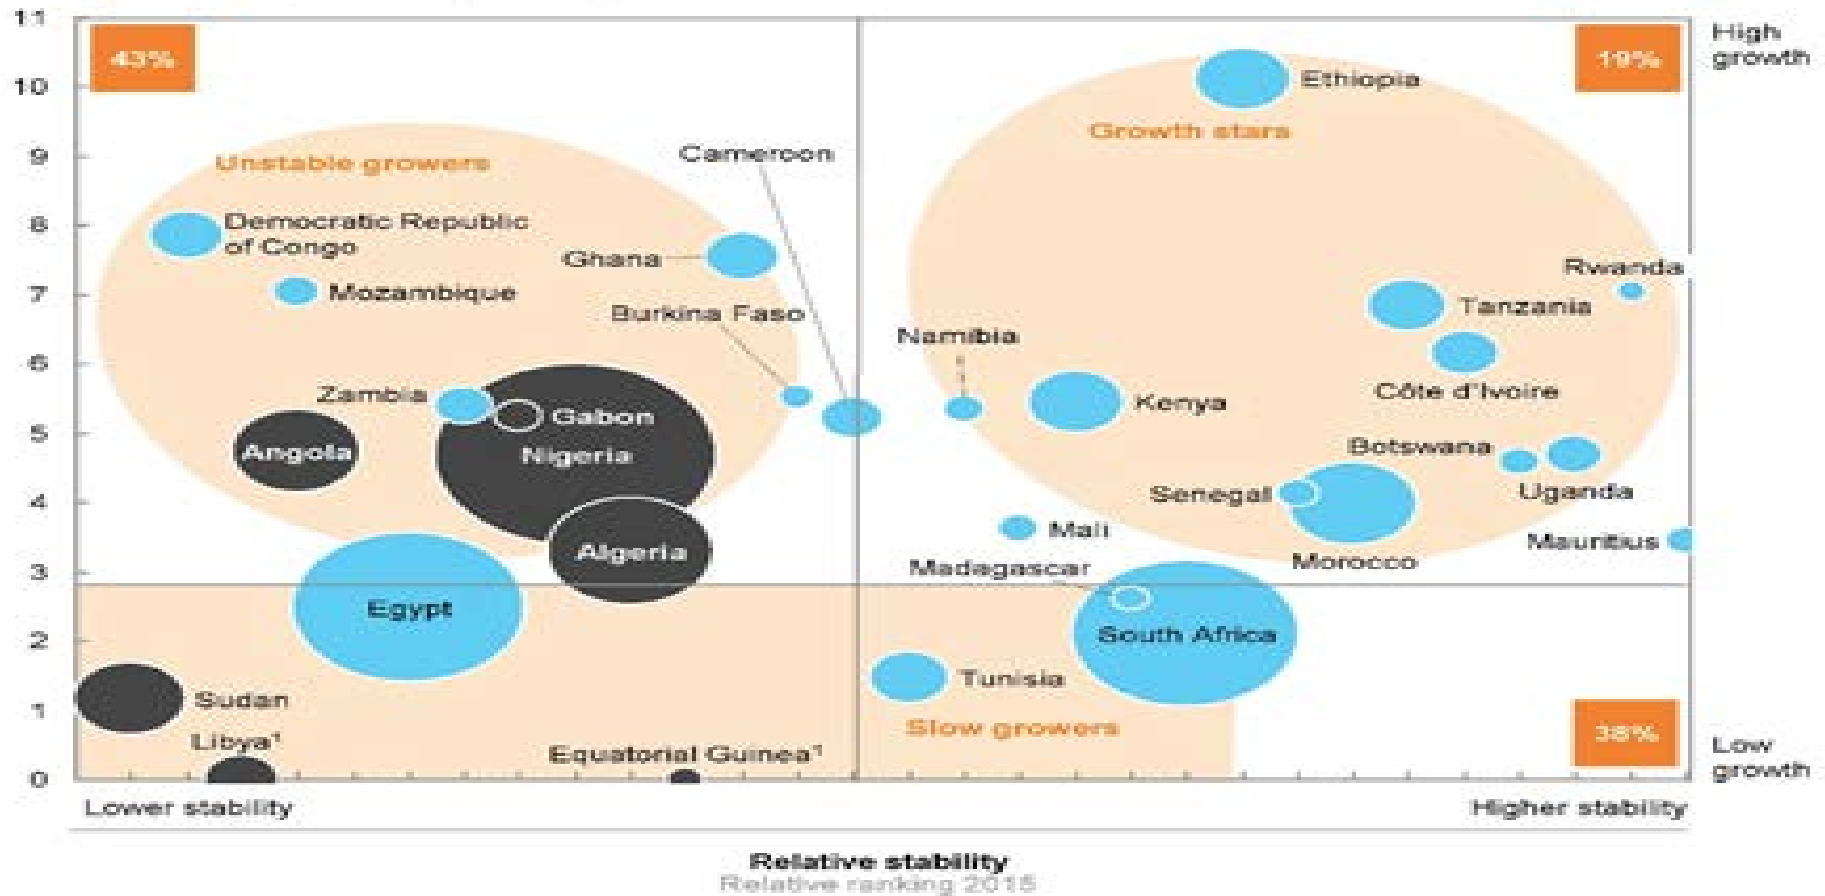 11
10
9
8
7
6
5
4
3
2
1
0
43%
19%
High
growth
Ethiopia
Growth stars
Cameroon
Unstable growers
Democratic Republic
of Congo
Ghana
Mozambique
Burkina Faso
Rwanda
Tanzania
Namibia
Côte d'Ivoire
Zambia
Gabon
Kenya
Angola
Nigeria
Botswana
Uganda
Senegal
Mali
Algeria
Mauritius
Morocco
Madagascar
Egypt
South Africa
Tunisia
Sudan
Slow growers
38%
Libya¹
Equatorial Guinea¹
Low
growth
Lower stability
Higher stability
Relative stability
Relative ranking 2015